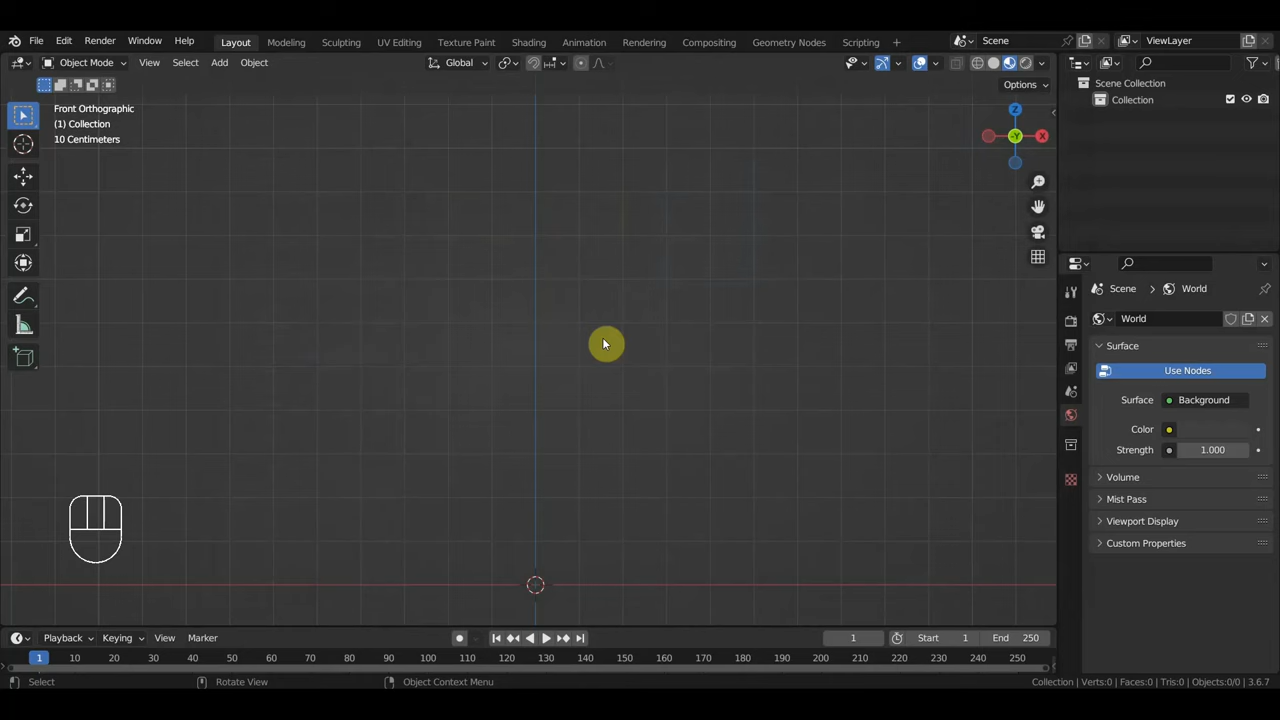 File Edit Render Window Help Layout Modeling Sculpting UV Editing Texture Paint Shading Animation Rendering Compositing Geometry Nodes Scripting + Scene ViewLayer
Object Mode View Select Add Object Global
Options
Front Orthographic
(1) Collection
10 Centimeters
Z
-Y
X
Scene Collection
Collection
Scene > World
World
Surface
Use Nodes
Surface Background
Color
Strength 1.000
Volume
Mist Pass
Viewport Display
Custom Properties
Playback Keying View Marker 1 Start 1 End 250
1 10 20 30 40 50 60 70 80 90 100 110 120 130 140 150 160 170 180 190 200 210 220 230 240 250
Select Rotate View Object Context Menu Collection | Verts:0 | Faces:0 | Tris:0 | Objects:0/0 | 3.6.7